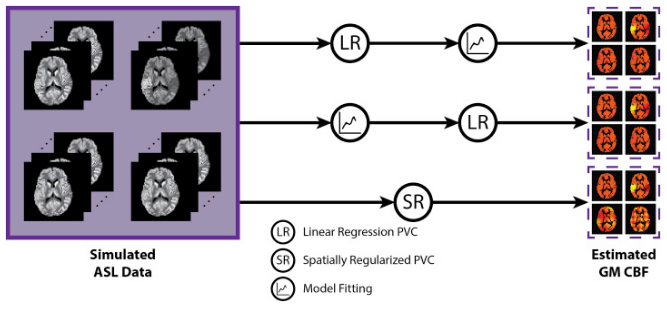 LR
LR
SR
Simulated
ASL Data
LR Linear Regression PVC
SR Spatially Regularized PVC
Model Fitting
Estimated
GM CBF